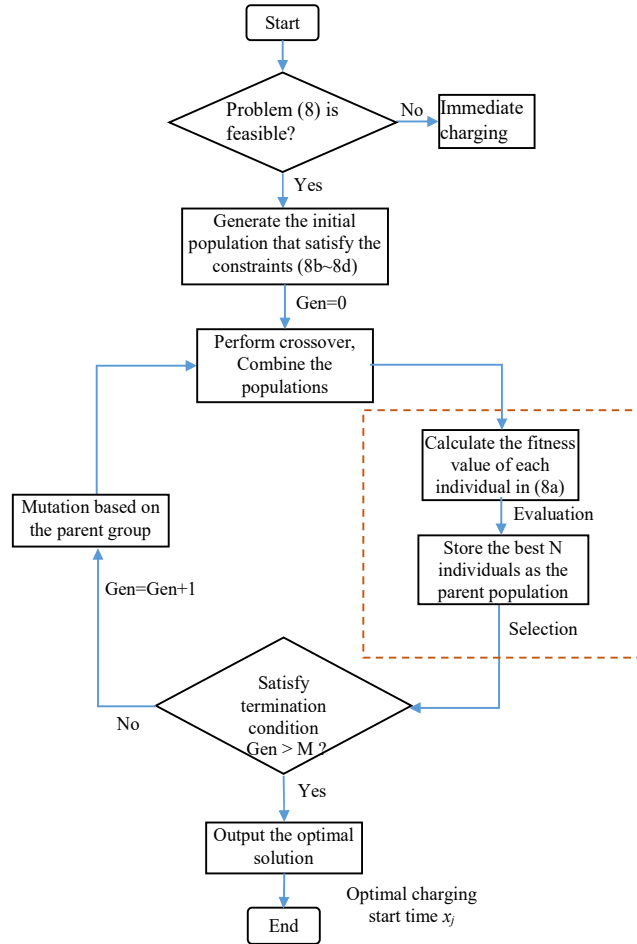 Start
Problem (8) is
feasible?
No
Immediate
charging
Yes
Generate the initial
population that satisfy the
constraints (8b~8d)
Gen=0
Perform crossover,
Combine the
populations
Calculate the fitness
value of each
individual in (8a)
Evaluation
Store the best N
individuals as the
parent population
Selection
Mutation based on
the parent group
Gen=Gen+1
Satisfy
termination
condition
Gen > M ?
No
Yes
Output the optimal
solution
Optimal charging
start time xj
End